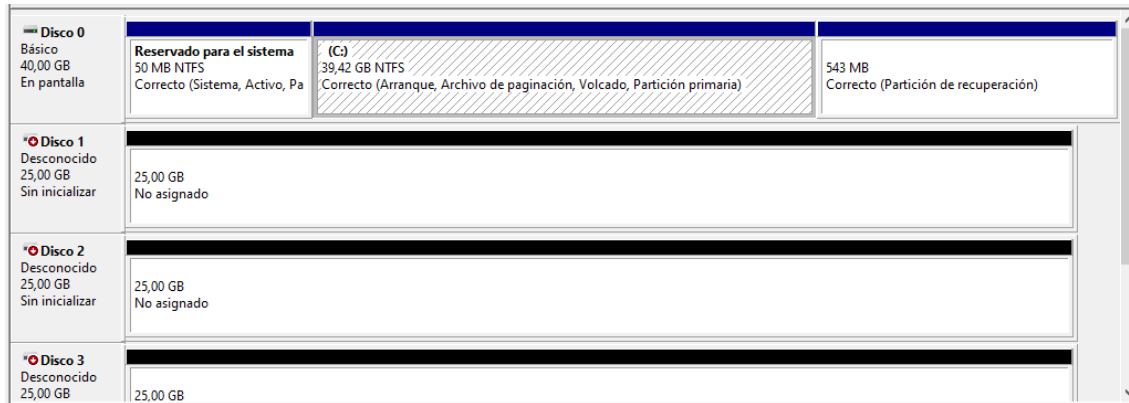 Disco 0
Básico
40,00 GB
En pantalla
Reservado para el sistema
50 MB NTFS
Correcto (Sistema, Activo, Pa
(C:)
39,42 GB NTFS
Correcto (Arranque, Archivo de paginación, Volcado, Partición primaria)
543 MB
Correcto (Partición de recuperación)
Disco 1
Desconocido
25,00 GB
Sin inicializar
25,00 GB
No asignado
Disco 2
Desconocido
25,00 GB
Sin inicializar
25,00 GB
No asignado
Disco 3
Desconocido
25,00 GB
25,00 GB